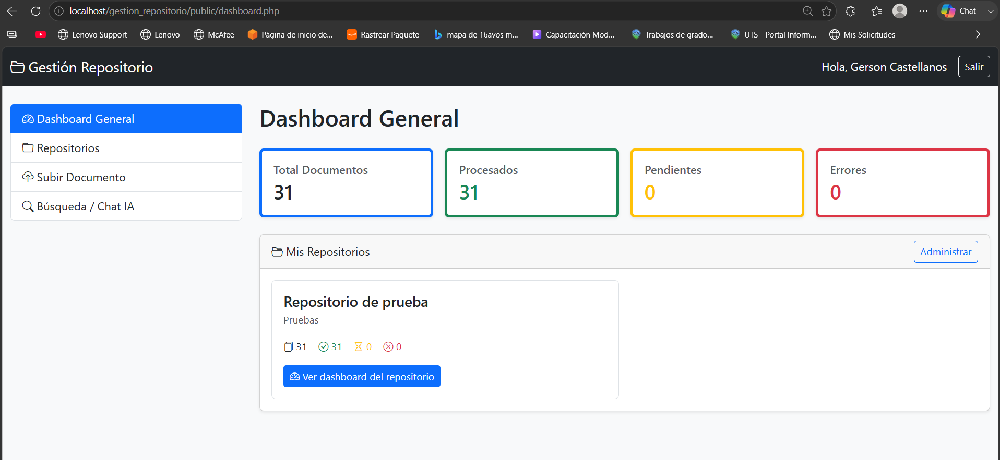 localhost/gestion_repositorio/public/dashboard.php
Chat
Lenovo Support
Lenovo
McAfee
Página de inicio de...
Rastrear Paquete
mapa de 16avos m...
Capacitación Mod...
Trabajos de grado...
UTS - Portal Inform...
Mis Solicitudes
Gestión Repositorio
Hola, Gerson Castellanos
Salir
Dashboard General
Repositorios
Subir Documento
Búsqueda / Chat IA
Dashboard General
Total Documentos
31
Procesados
31
Pendientes
0
Errores
0
Mis Repositorios
Administrar
Repositorio de prueba
Pruebas
31 31 0 0
Ver dashboard del repositorio